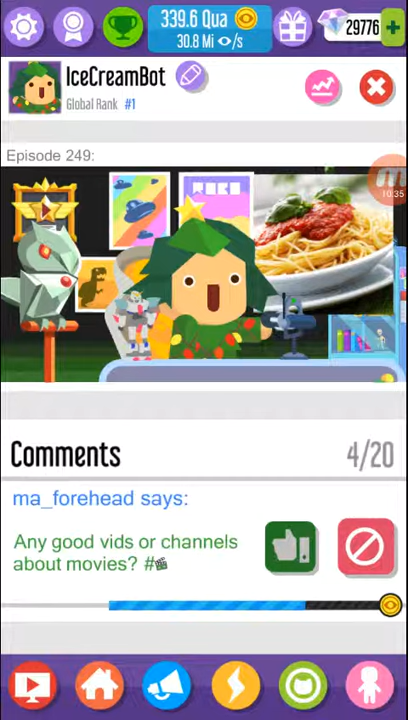 339.6 Qua
30.8 Mi /s
29776
IceCreamBot
Global Rank #1
Episode 249:
10:35
Comments
4/20
ma_forehead says:
Any good vids or channels
about movies? #🎬